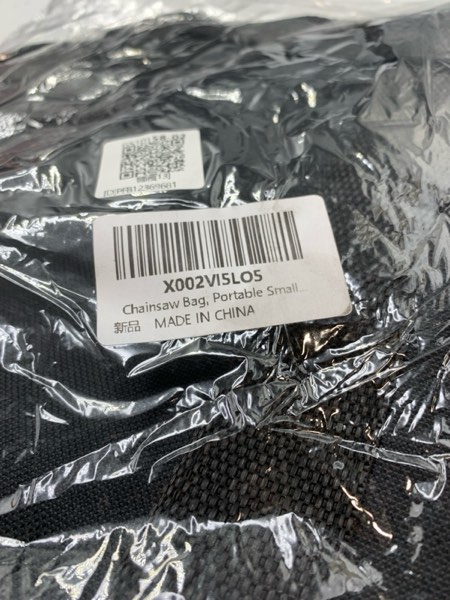 X002VI5LO5
Chainsaw Bag, Portable Small...
新品 MADE IN CHINA